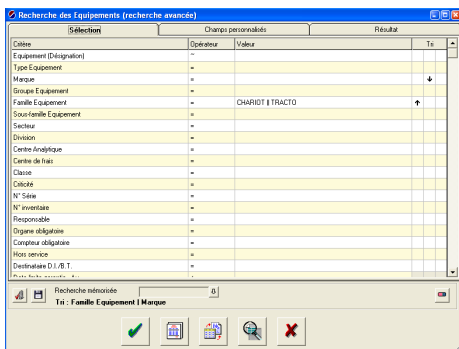 Recherche des Equipements (recherche avancée)
Sélection Champs personnalisés Résultat
Critère Opérateur Valeur Tri
Equipement (Désignation) ~
Type Equipement =
Marque =
Groupe Equipement =
Famille Equipement = CHARIOT || TRACTO
Sous-famille Equipement =
Secteur =
Division =
Centre Analytique =
Centre de frais =
Classe =
Criticité =
N° Série =
N° inventaire =
Responsable =
Organe obligatoire =
Compteur obligatoire =
Hors service =
Destinataire D.I./B.T. =
Recherche mémorisée
Tri : Famille Equipement | Marque